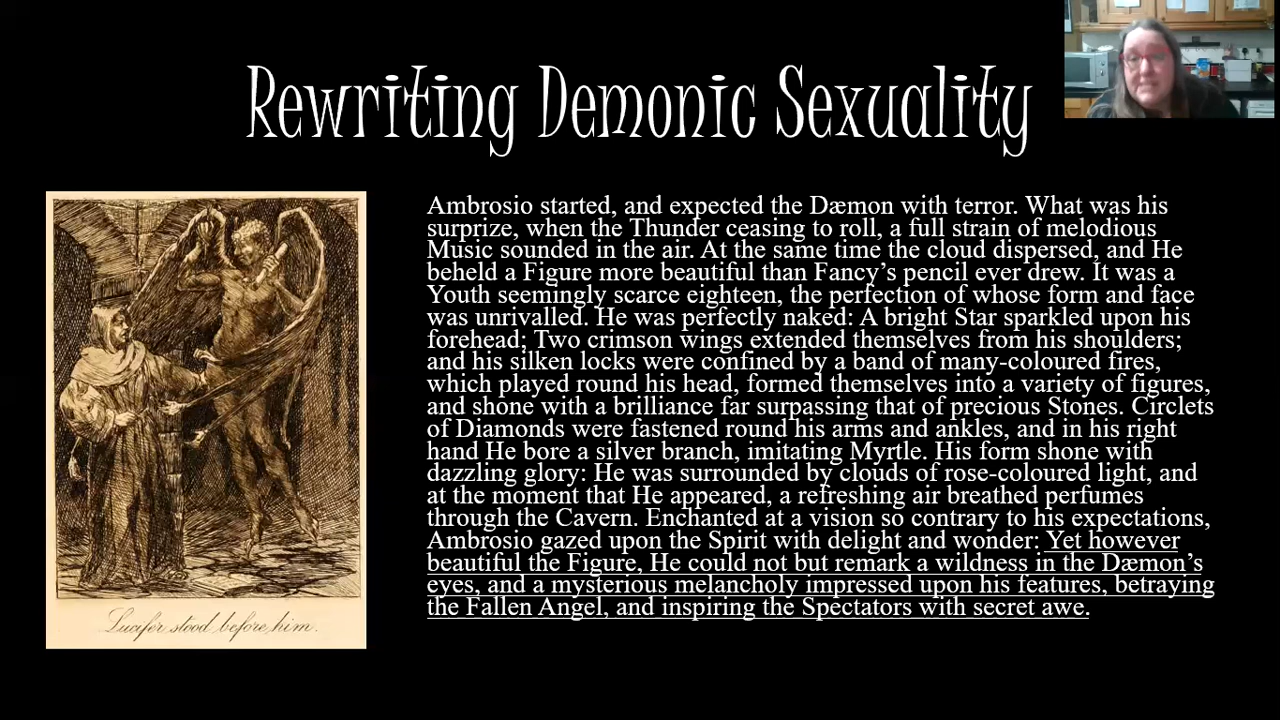 Rewriting Demonic Sexuality
Ambrosio started, and expected the Dæmon with terror. What was his
surprize, when the Thunder ceasing to roll, a full strain of melodious
Music sounded in the air. At the same time the cloud dispersed, and He
beheld a Figure more beautiful than Fancy’s pencil ever drew. It was a
Youth seemingly scarce eighteen, the perfection of whose form and face
was unrivalled. He was perfectly naked: A bright Star sparkled upon his
forehead; Two crimson wings extended themselves from his shoulders;
and his silken locks were confined by a band of many-coloured fires,
which played round his head, formed themselves into a variety of figures,
and shone with a brilliance far surpassing that of precious Stones. Circlets
of Diamonds were fastened round his arms and ankles, and in his right
hand He bore a silver branch, imitating Myrtle. His form shone with
dazzling glory: He was surrounded by clouds of rose-coloured light, and
at the moment that He appeared, a refreshing air breathed perfumes
through the Cavern. Enchanted at a vision so contrary to his expectations,
Ambrosio gazed upon the Spirit with delight and wonder: Yet however
beautiful the Figure, He could not but remark a wildness in the Dæmon’s
eyes, and a mysterious melancholy impressed upon his features, betraying
the Fallen Angel, and inspiring the Spectators with secret awe.
Lucifer stood before him.